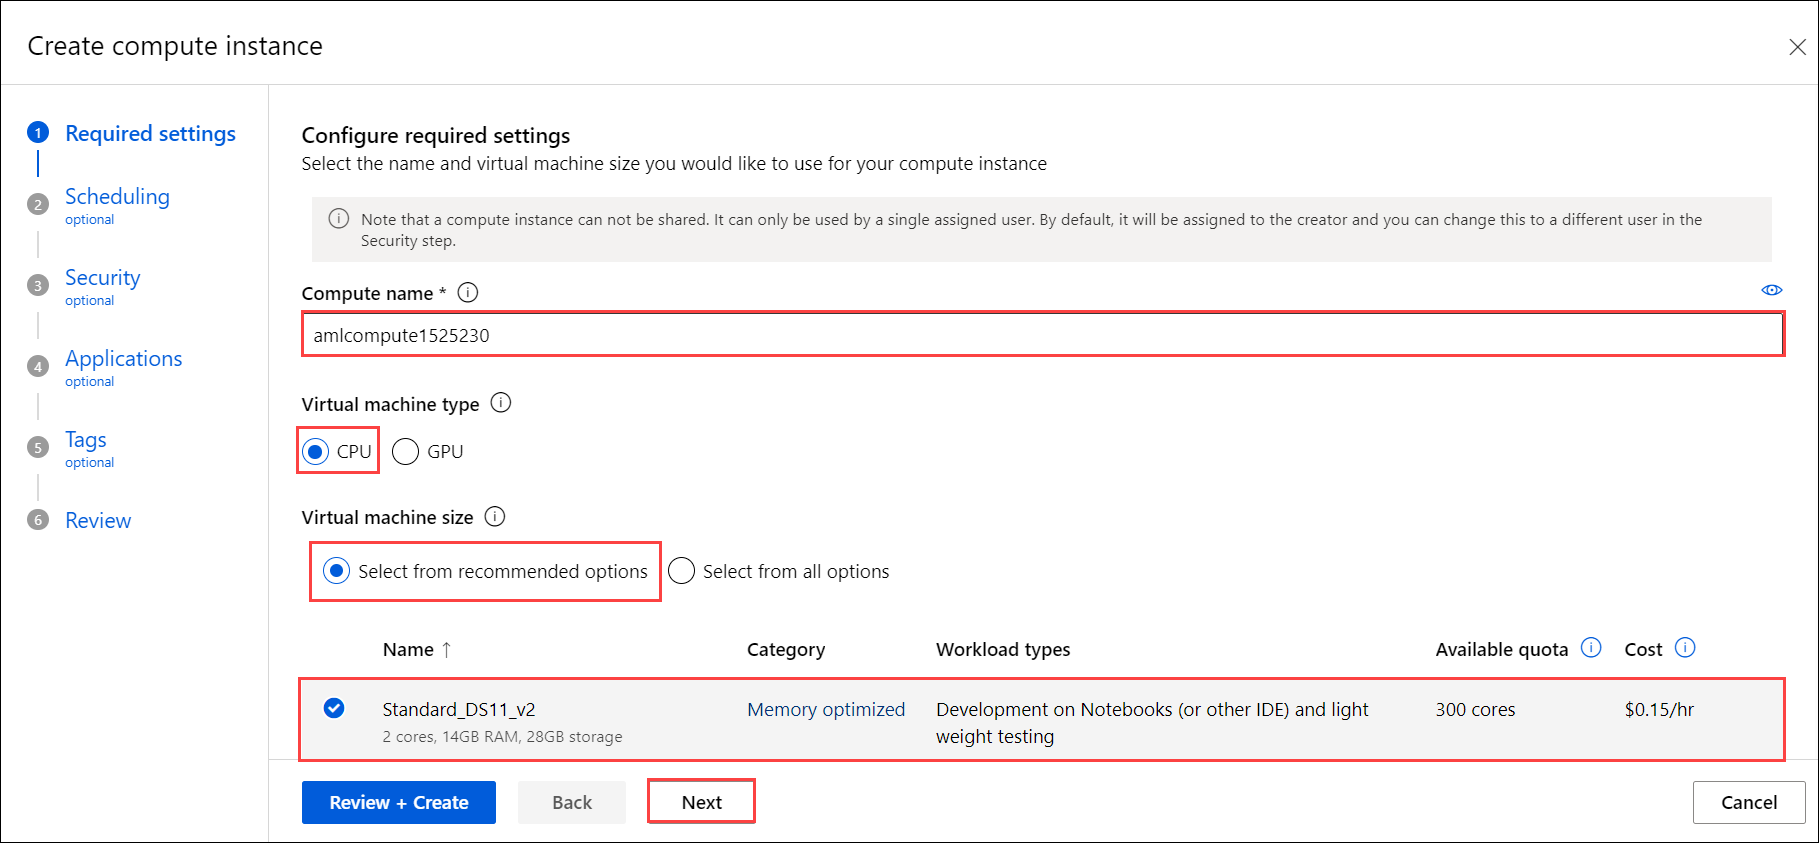 Create compute instance
1 Required settings
2 Scheduling
optional
3 Security
optional
4 Applications
optional
5 Tags
optional
6 Review
Configure required settings
Select the name and virtual machine size you would like to use for your compute instance
Note that a compute instance can not be shared. It can only be used by a single assigned user. By default, it will be assigned to the creator and you can change this to a different user in the
Security step.
Compute name *
amlcompute1525230
Virtual machine type
CPU GPU
Virtual machine size
Select from recommended options Select from all options
Name ↑ Category Workload types Available quota Cost
Standard_DS11_v2 Memory optimized Development on Notebooks (or other IDE) and light 300 cores $0.15/hr
2 cores, 14GB RAM, 28GB storage weight testing
Review + Create Back Next Cancel